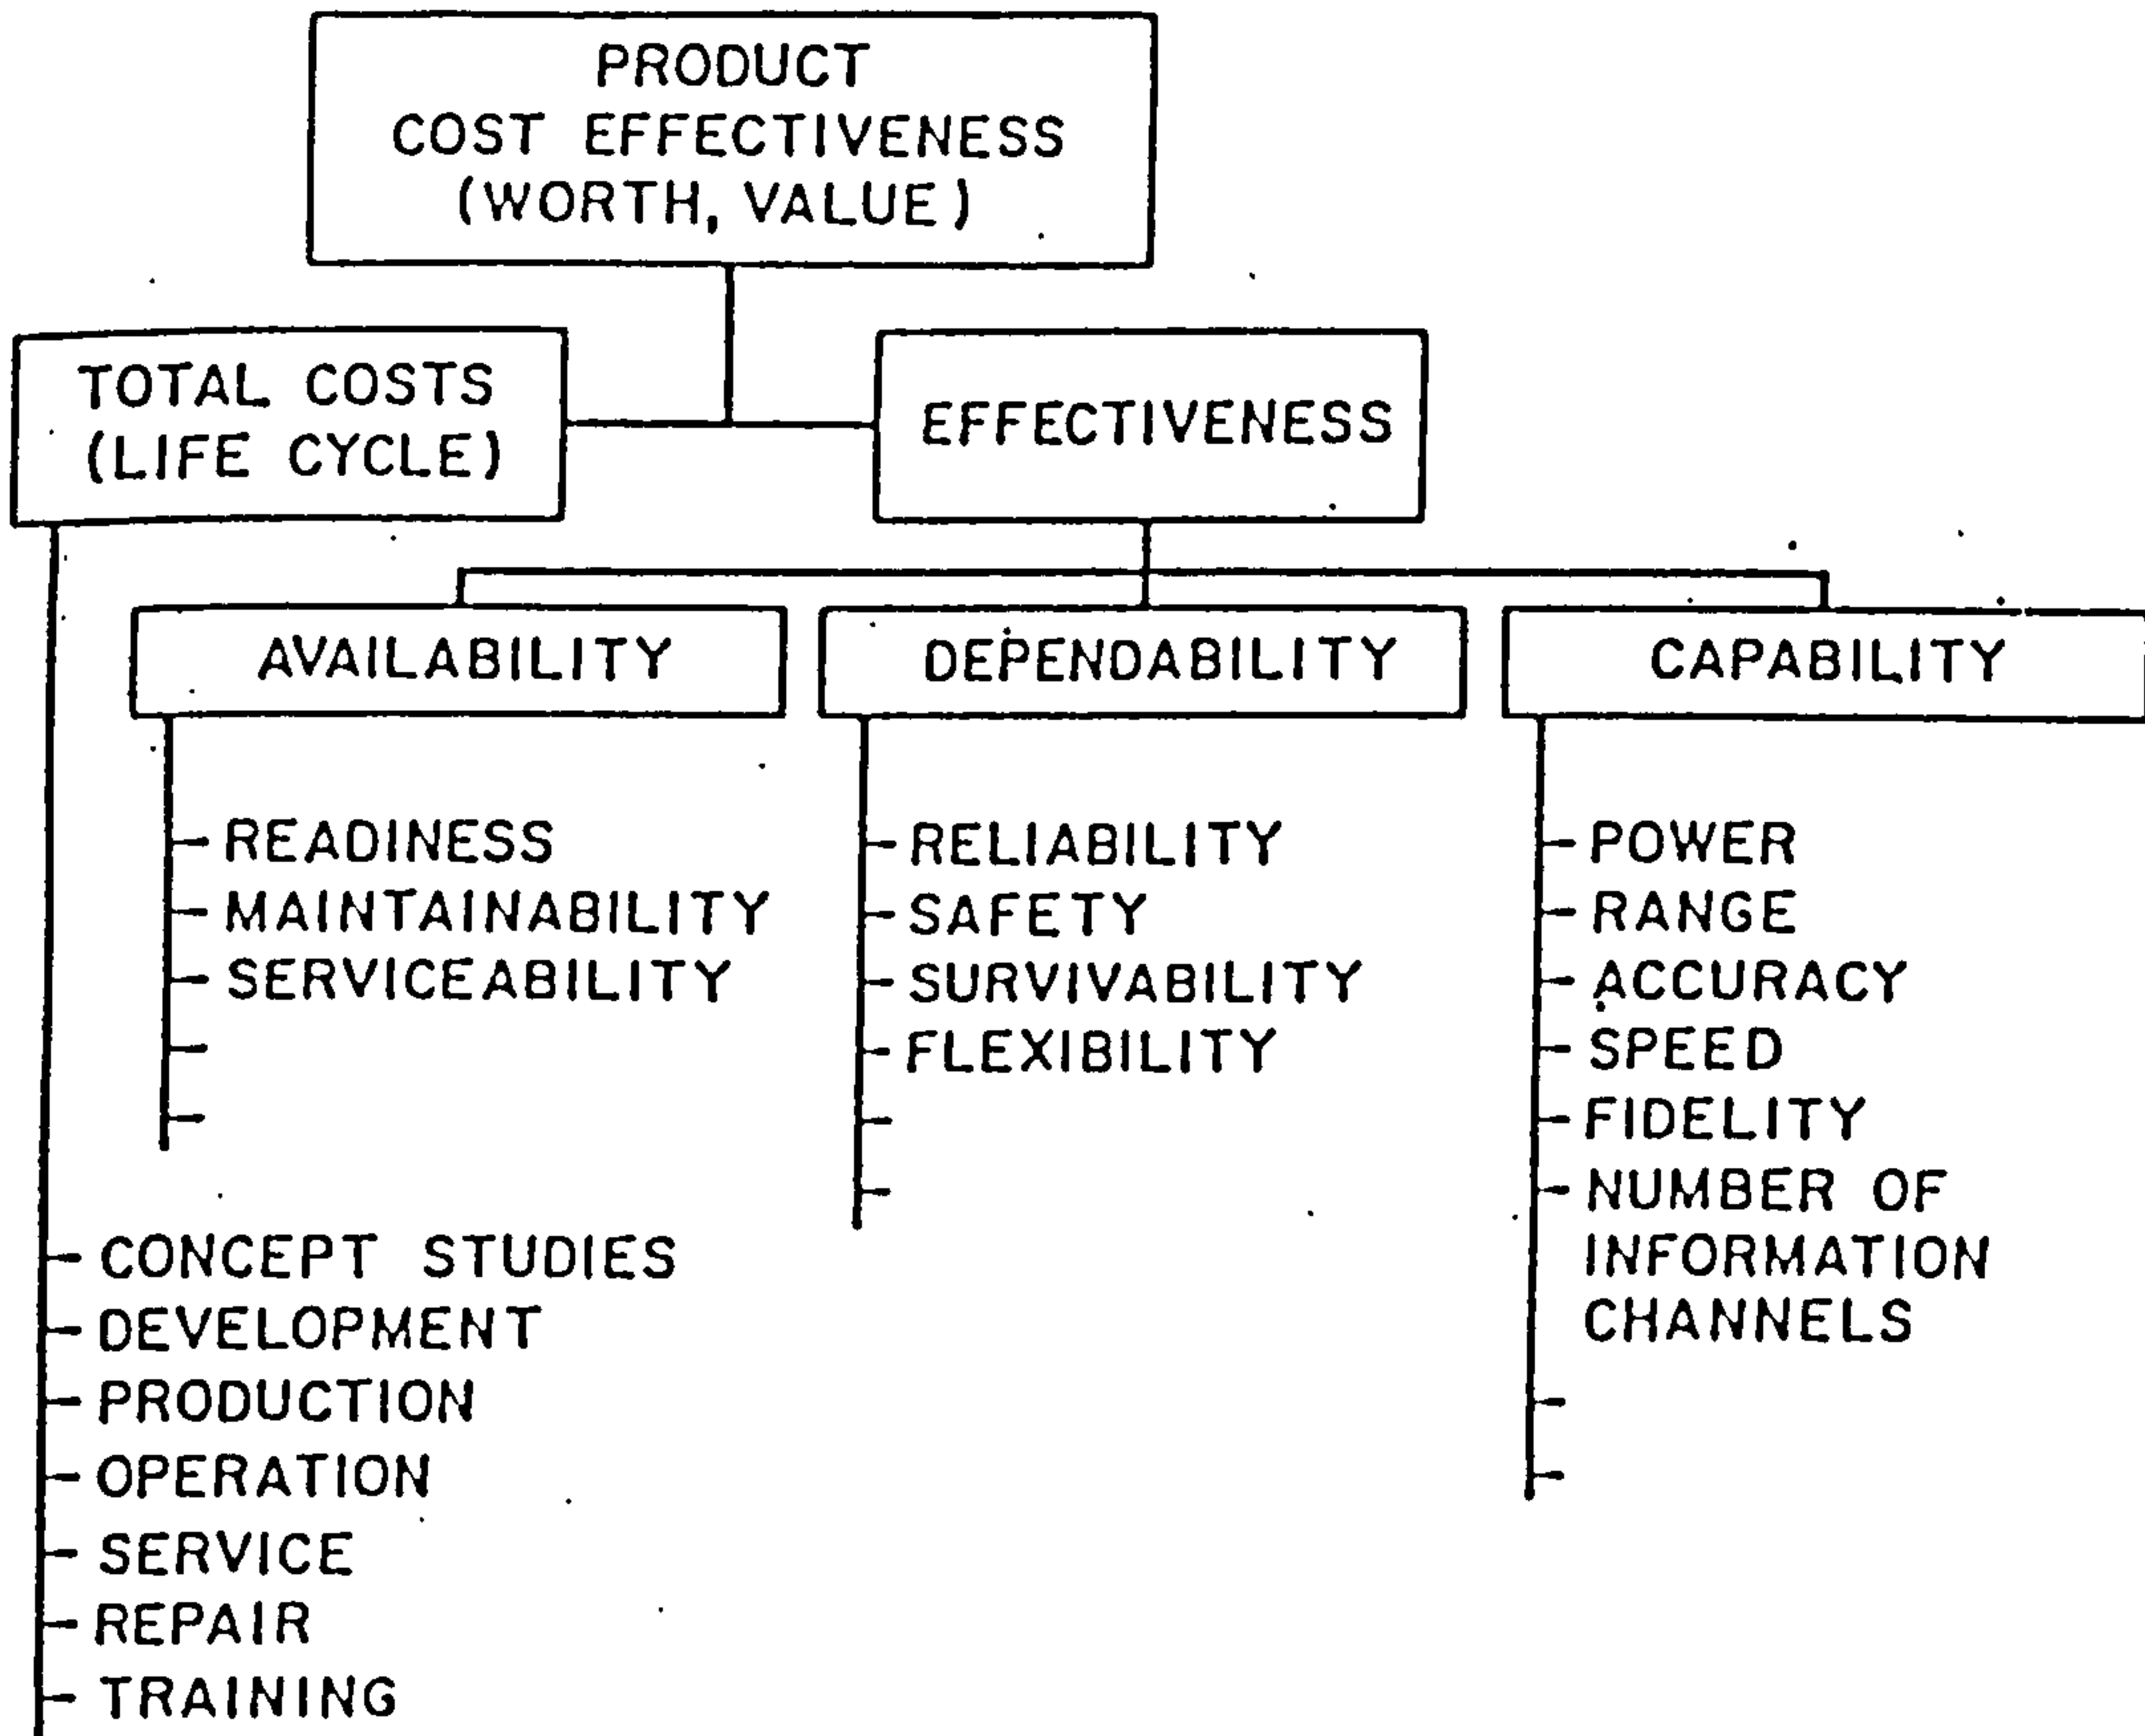 PRODUCT
COST EFFECTIVENESS
(WORTH, VALUE)
TOTAL COSTS
(LIFE CYCLE)
EFFECTIVENESS
AVAILABILITY
READINESS
MAINTAINABILITY
SERVICEABILITY
DEPENDABILITY
RELIABILITY
SAFETY
SURVIVABILITY
FLEXIBILITY
CAPABILITY
POWER
RANGE
ACCURACY
SPEED
FIDELITY
NUMBER OF
INFORMATION
CHANNELS
CONCEPT STUDIES
DEVELOPMENT
PRODUCTION
OPERATION
SERVICE
REPAIR
TRAINING